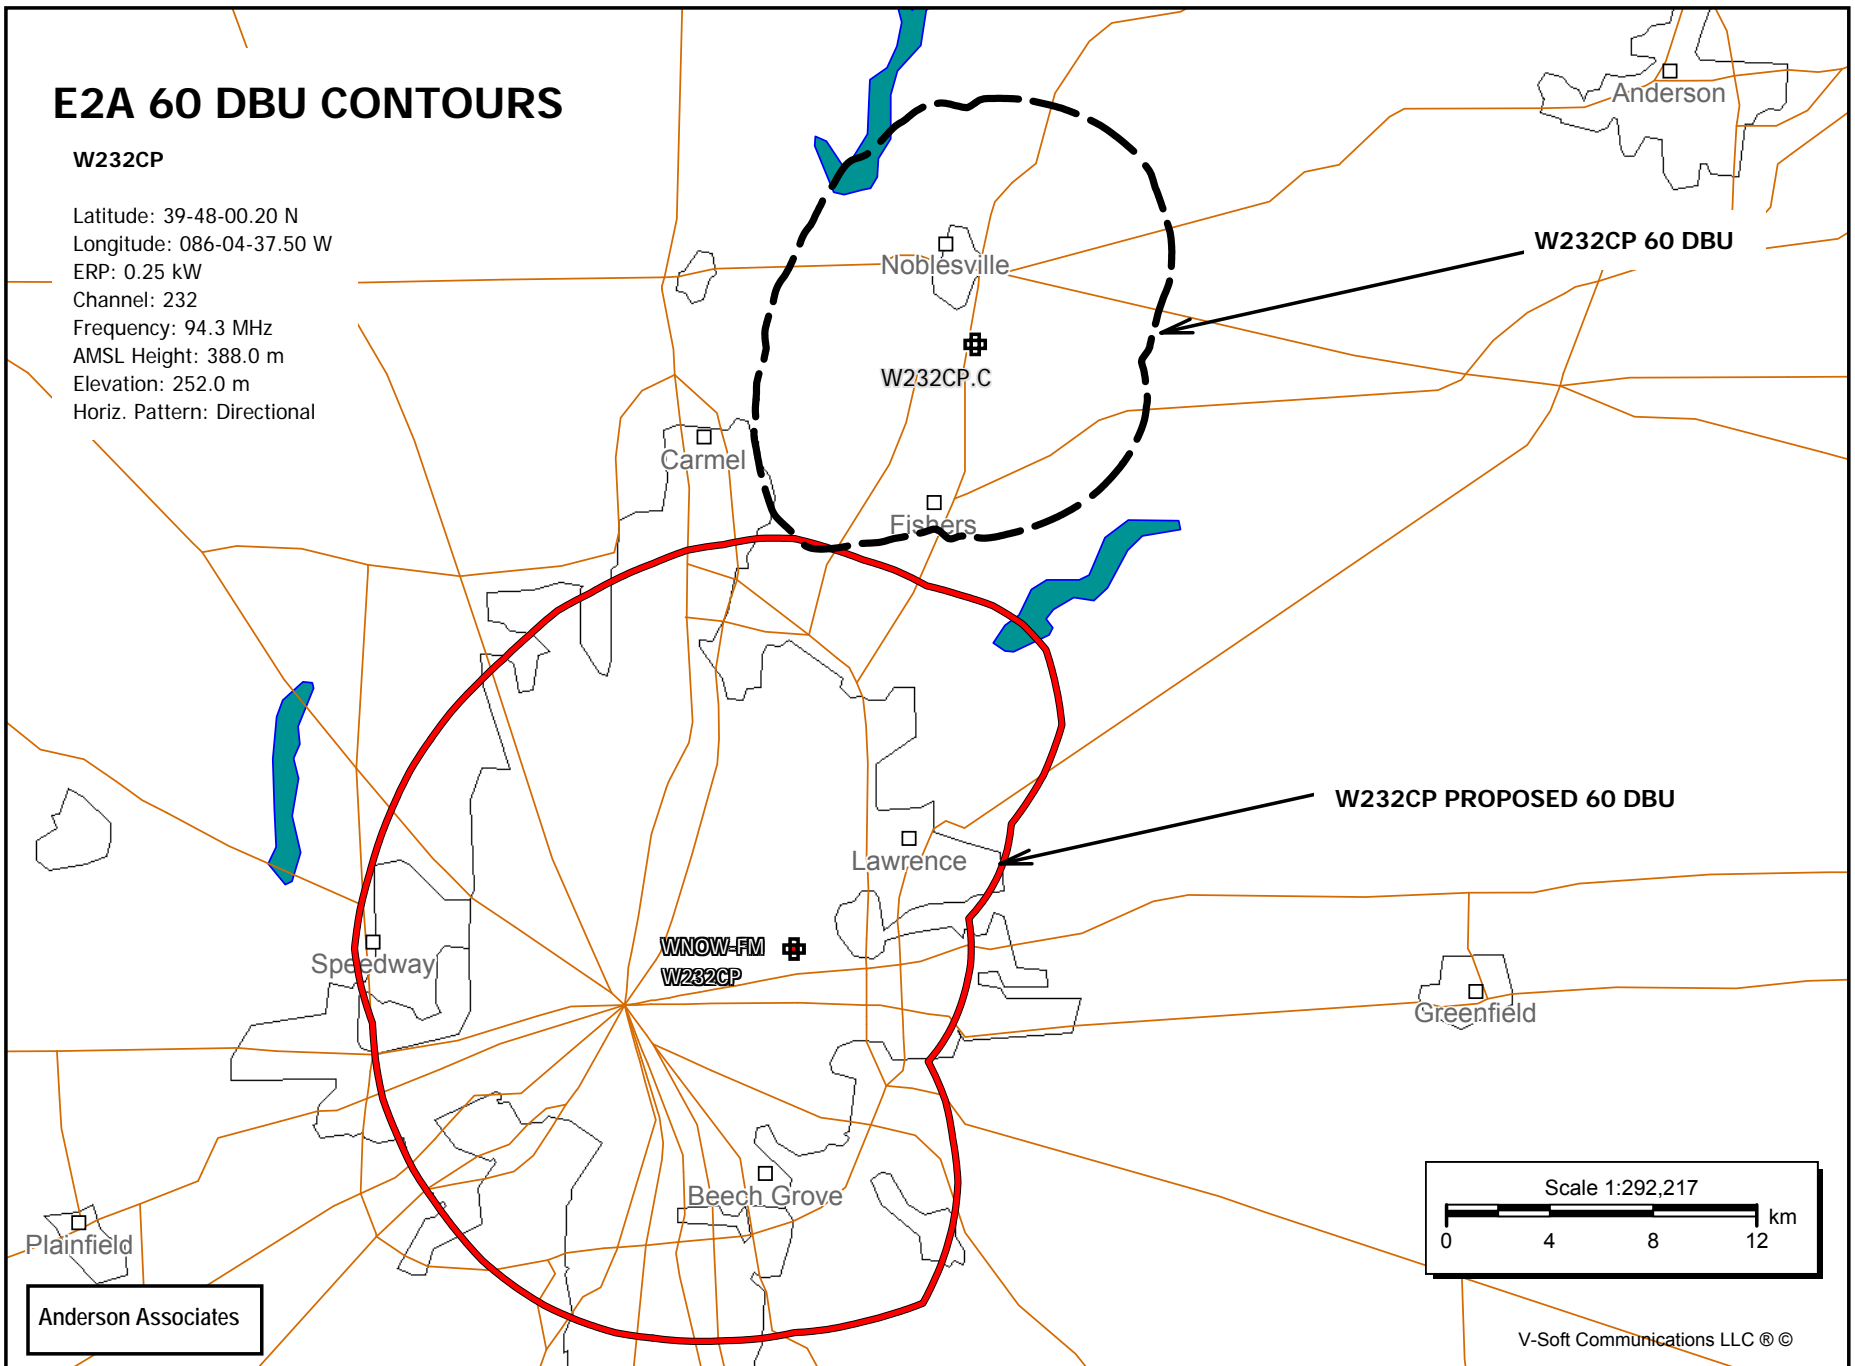 E2A 60 DBU CONTOURS
W232CP
Latitude: 39-48-00.20 N
Longitude: 086-04-37.50 W
ERP: 0.25 kW
Channel: 232
Frequency: 94.3 MHz
AMSL Height: 388.0 m
Elevation: 252.0 m
Horiz. Pattern: Directional
Anderson
W232CP 60 DBU
Noblesville
W232CP.C
Carmel
Fishers
W232CP PROPOSED 60 DBU
Lawrence
WNOW-FM
W232CP
Speedway
Greenfield
Beech Grove
Plainfield
Scale 1:292,217
km
0 4 8 12
Anderson Associates
V-Soft Communications LLC ® ©